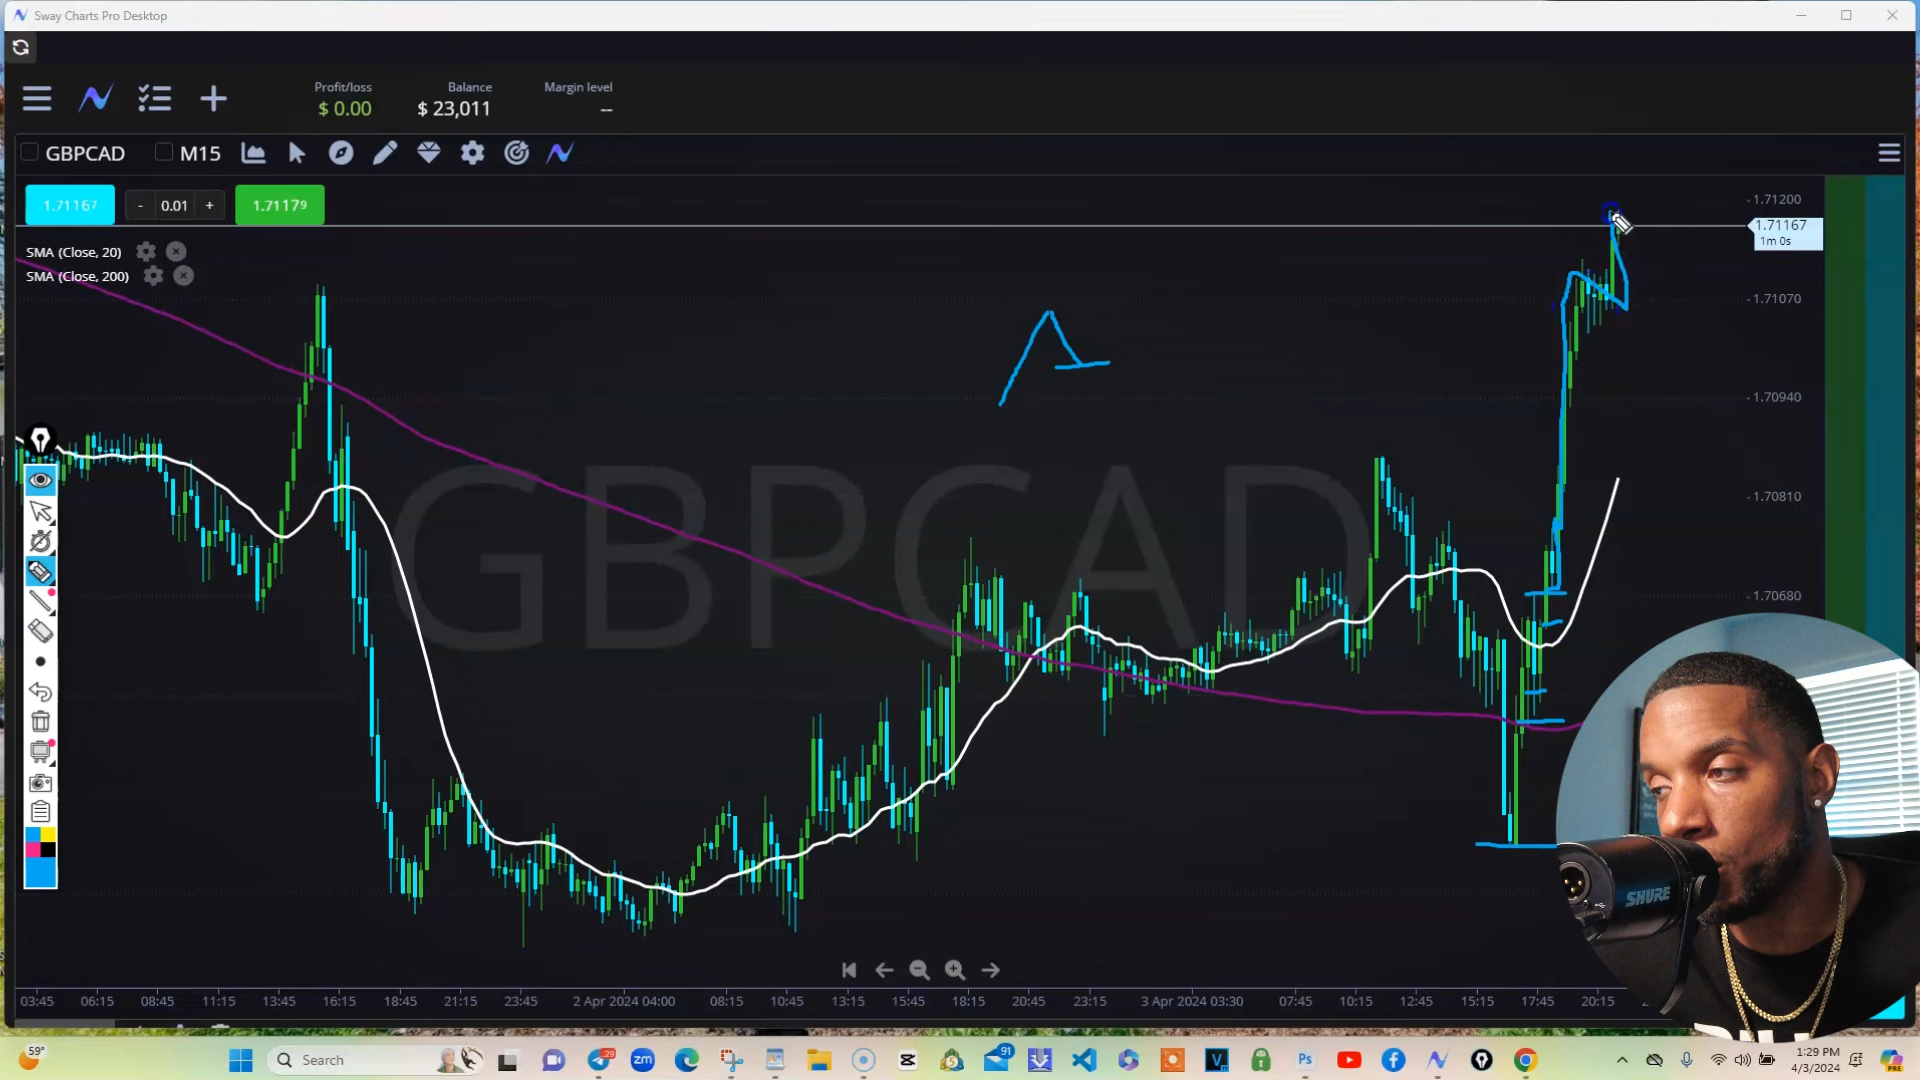 Sway Charts Pro Desktop
Profit/loss Balance Margin level
$ 0.00 $ 23,011 --
GBPCAD M15
1.71167 - 0.01 + 1.71179
1.71200
1.71167
1m 0s
SMA (Close, 20)
SMA (Close, 200)
1.71070
1.70940
GBPCAD
1.70810
1.70680
SHURE
03:45 06:15 08:45 11:15 13:45 16:15 18:45 21:15 23:45 2 Apr 2024 04:00 08:15 10:45 13:15 15:45 18:15 20:45 23:15 3 Apr 2024 03:30 07:45 10:15 12:45 15:15 17:45 20:15
59°
Search
29
zm
91
Ps
PRE
1:29 PM
4/3/2024